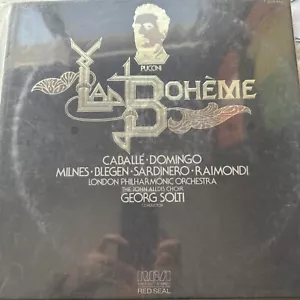 PUCCINI
La Bohème
CABALLÉ · DOMINGO
MILNES · BLEGEN · SARDINERO · RAIMONDI
LONDON PHILHARMONIC ORCHESTRA
THE JOHN ALLDIS CHOIR
GEORG SOLTI
CONDUCTOR
RCA
RED SEAL